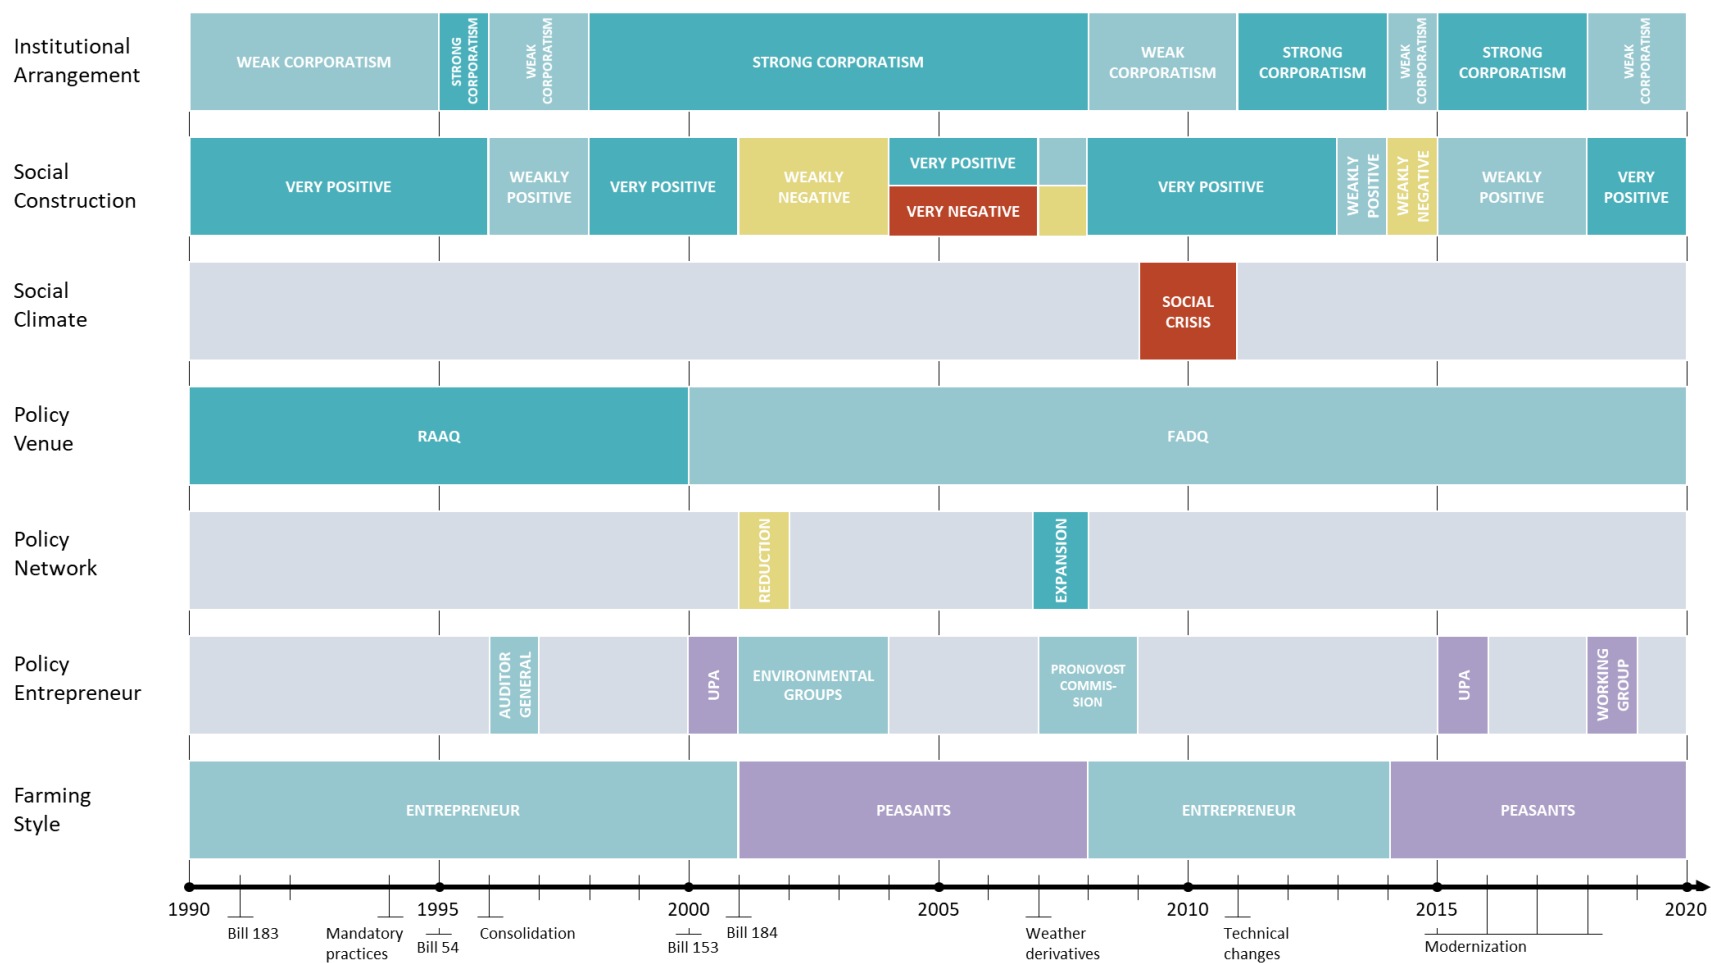 Institutional
Arrangement
WEAK CORPORATISM
STRONG
CORPORATISM
WEAK
CORPORATISM
STRONG CORPORATISM
WEAK
CORPORATISM
STRONG
CORPORATISM
WEAK
CORPORATISM
STRONG
CORPORATISM
WEAK
CORPORATISM
Social
Construction
VERY POSITIVE
WEAKLY
POSITIVE
VERY POSITIVE
WEAKLY
NEGATIVE
VERY POSITIVE
VERY NEGATIVE
VERY POSITIVE
WEAKLY
POSITIVE
WEAKLY
NEGATIVE
WEAKLY
POSITIVE
VERY
POSITIVE
Social
Climate
SOCIAL
CRISIS
Policy
Venue
RAAQ
FADQ
Policy
Network
REDUCTION
EXPANSION
Policy
Entrepreneur
AUDITOR
GENERAL
UPA
ENVIRONMENTAL
GROUPS
PRONOVOST
COMMIS-
SION
UPA
WORKING
GROUP
Farming
Style
ENTREPRENEUR
PEASANTS
ENTREPRENEUR
PEASANTS
1990
1995
2000
2005
2010
2015
2020
Bill 183
Mandatory
practices
Bill 54
Consolidation
Bill 153
Bill 184
Weather
derivatives
Technical
changes
Modernization